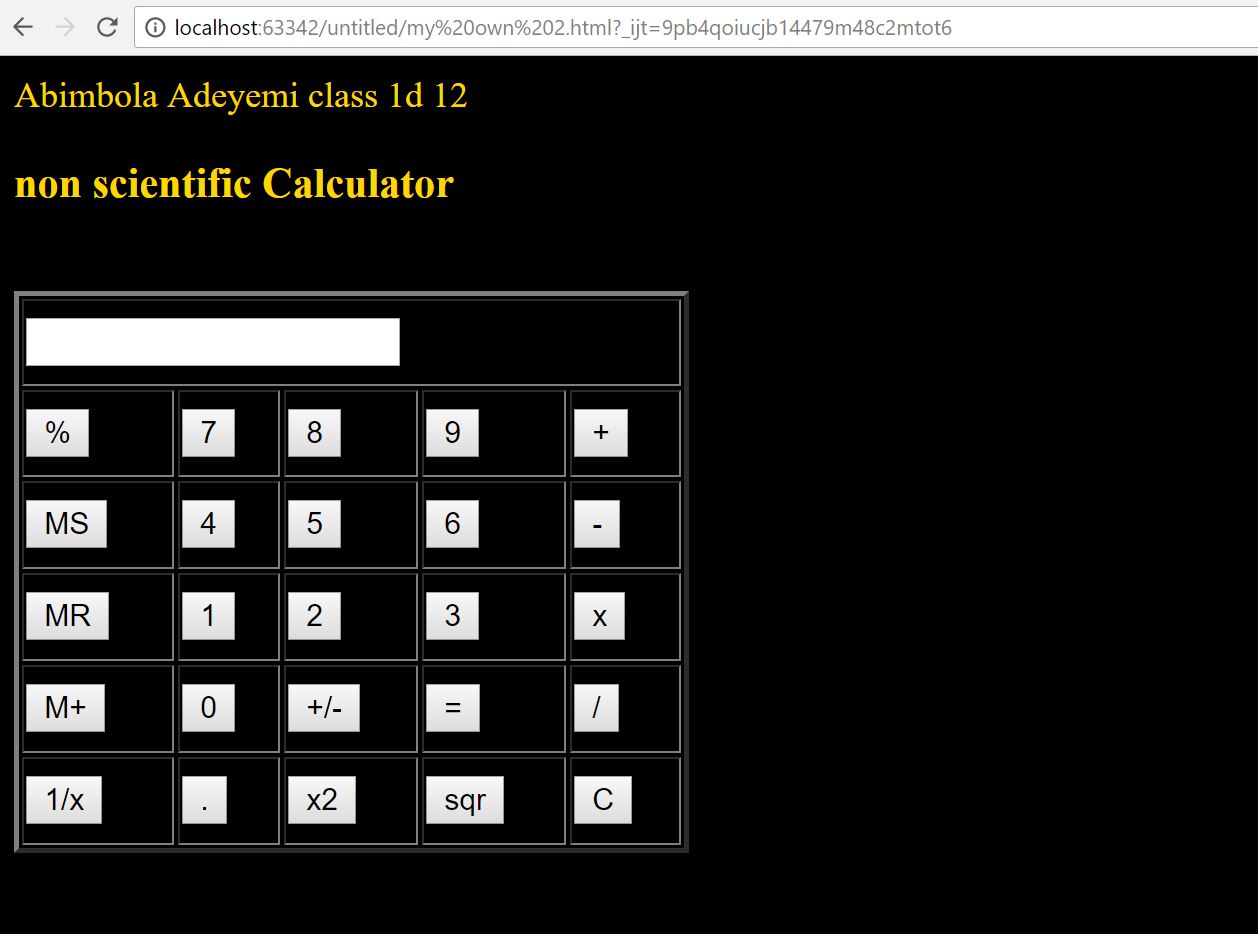 localhost:63342/untitled/my%20own%202.html?_ijt=9pb4qoiucjb14479m48c2mtot6
Abimbola Adeyemi class 1d 12
non scientific Calculator
% 7 8 9 +
MS 4 5 6 -
MR 1 2 3 x
M+ 0 +/- = /
1/x . x2 sqr C